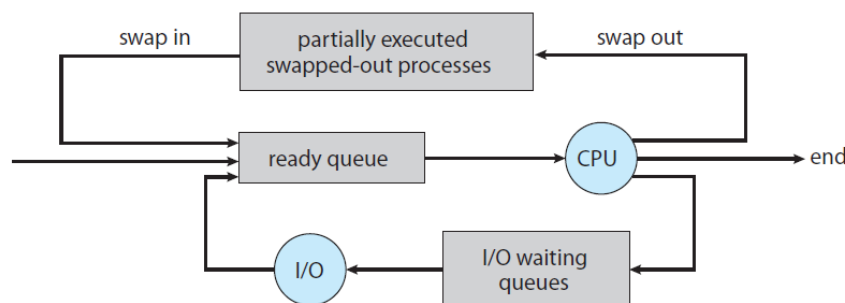 swap in
partially executed
swapped-out processes
swap out
ready queue
CPU
end
I/O
I/O waiting
queues